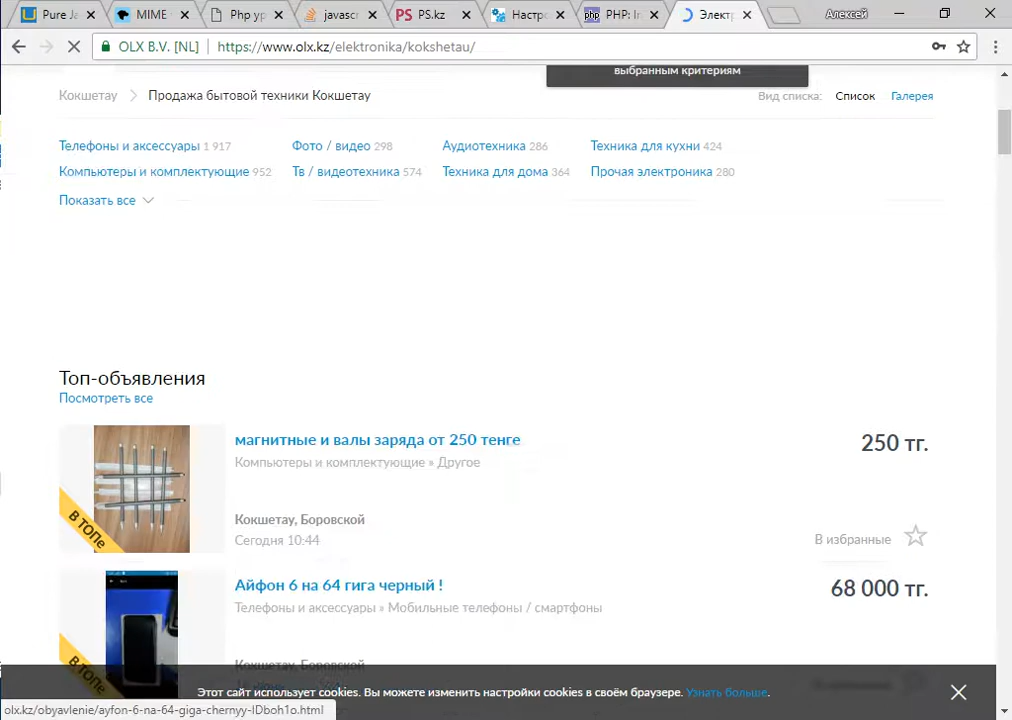 Pure Ja
MIME
Php ур
javasc
PS.kz
Настро
PHP: I
Электр
Алексей
OLX B.V. [NL]
https://www.olx.kz/elektronika/kokshetau/
выбранным критериям
Кокшетау
Продажа бытовой техники Кокшетау
Вид списка: Список Галерея
Телефоны и аксессуары 1 917
Фото / видео 298
Аудиотехника 286
Техника для кухни 424
Компьютеры и комплектующие 952
Тв / видеотехника 574
Техника для дома 364
Прочая электроника 280
Показать все
Топ-объявления
Посмотреть все
магнитные и валы заряда от 250 тенге
250 тг.
Компьютеры и комплектующие » Другое
В ТОПе
Кокшетау, Боровской
Сегодня 10:44
В избранные
Айфон 6 на 64 гига черный !
68 000 тг.
Телефоны и аксессуары » Мобильные телефоны / смартфоны
В ТОПе
Кокшетау, Боровской
Этот сайт использует cookies. Вы можете изменить настройки cookies в своём браузере. Узнать больше.
olx.kz/obyavlenie/ayfon-6-na-64-giga-chernyy-IDboh1o.html